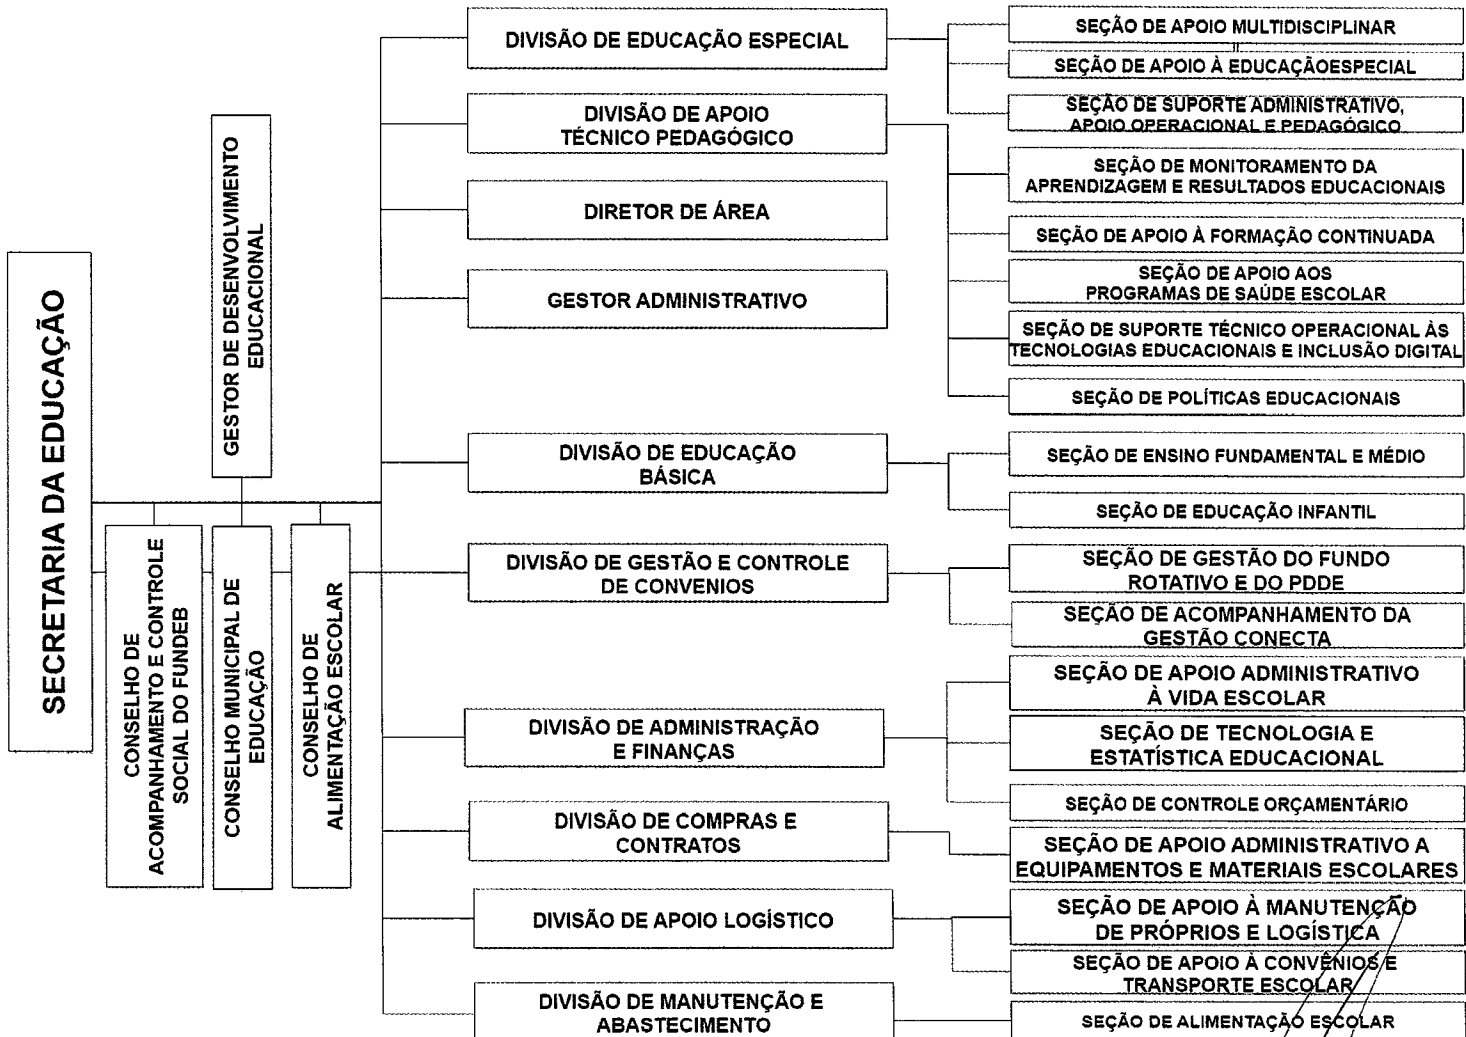 SECRETARIA DA EDUCAÇÃO
GESTOR DE DESENVOLVIMENTO
EDUCACIONAL
CONSELHO DE
ACOMPANHAMENTO E CONTROLE
SOCIAL DO FUNDEB
CONSELHO MUNICIPAL DE
EDUCAÇÃO
CONSELHO DE
ALIMENTAÇÃO ESCOLAR
DIVISÃO DE EDUCAÇÃO ESPECIAL
SEÇÃO DE APOIO MULTIDISCIPLINAR
SEÇÃO DE APOIO À EDUCAÇÃOESPECIAL
SEÇÃO DE SUPORTE ADMINISTRATIVO,
APOIO OPERACIONAL E PEDAGÓGICO
DIVISÃO DE APOIO
TÉCNICO PEDAGÓGICO
SEÇÃO DE MONITORAMENTO DA
APRENDIZAGEM E RESULTADOS EDUCACIONAIS
SEÇÃO DE APOIO À FORMAÇÃO CONTINUADA
SEÇÃO DE APOIO AOS
PROGRAMAS DE SAÚDE ESCOLAR
SEÇÃO DE SUPORTE TÉCNICO OPERACIONAL ÀS
TECNOLOGIAS EDUCACIONAIS E INCLUSÃO DIGITAL
SEÇÃO DE POLÍTICAS EDUCACIONAIS
DIRETOR DE ÁREA
GESTOR ADMINISTRATIVO
DIVISÃO DE EDUCAÇÃO
BÁSICA
SEÇÃO DE ENSINO FUNDAMENTAL E MÉDIO
SEÇÃO DE EDUCAÇÃO INFANTIL
DIVISÃO DE GESTÃO E CONTROLE
DE CONVENIOS
SEÇÃO DE GESTÃO DO FUNDO
ROTATIVO E DO PDDE
SEÇÃO DE ACOMPANHAMENTO DA
GESTÃO CONECTA
DIVISÃO DE ADMINISTRAÇÃO
E FINANÇAS
SEÇÃO DE APOIO ADMINISTRATIVO
À VIDA ESCOLAR
SEÇÃO DE TECNOLOGIA E
ESTATÍSTICA EDUCACIONAL
SEÇÃO DE CONTROLE ORÇAMENTÁRIO
DIVISÃO DE COMPRAS E
CONTRATOS
SEÇÃO DE APOIO ADMINISTRATIVO A
EQUIPAMENTOS E MATERIAIS ESCOLARES
DIVISÃO DE APOIO LOGÍSTICO
SEÇÃO DE APOIO À MANUTENÇÃO
DE PRÓPRIOS E LOGÍSTICA
SEÇÃO DE APOIO À CONVÊNIOS E
TRANSPORTE ESCOLAR
DIVISÃO DE MANUTENÇÃO E
ABASTECIMENTO
SEÇÃO DE ALIMENTAÇÃO ESCOLAR